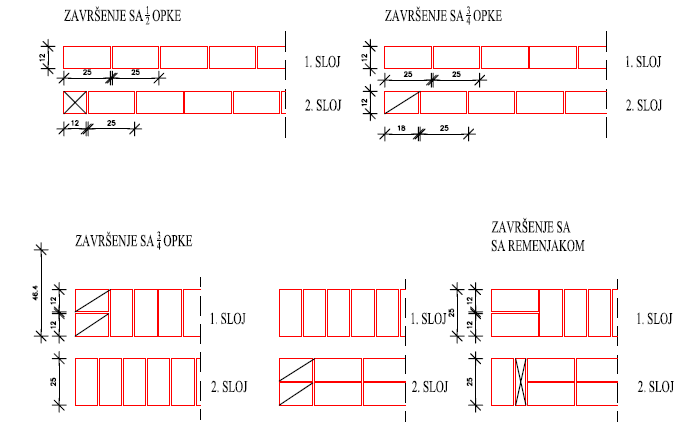 ZAVRŠENJE SA 1/2 OPKE
12
25 25
1. SLOJ
12 25
2. SLOJ
ZAVRŠENJE SA 3/4 OPKE
12
25 25
1. SLOJ
12
18 25
2. SLOJ
ZAVRŠENJE SA 3/4 OPKE
46.4
12
12
1. SLOJ
25
2. SLOJ
1. SLOJ
2. SLOJ
ZAVRŠENJE SA
SA REMENJAKOM
25
12
12
1. SLOJ
25
2. SLOJ